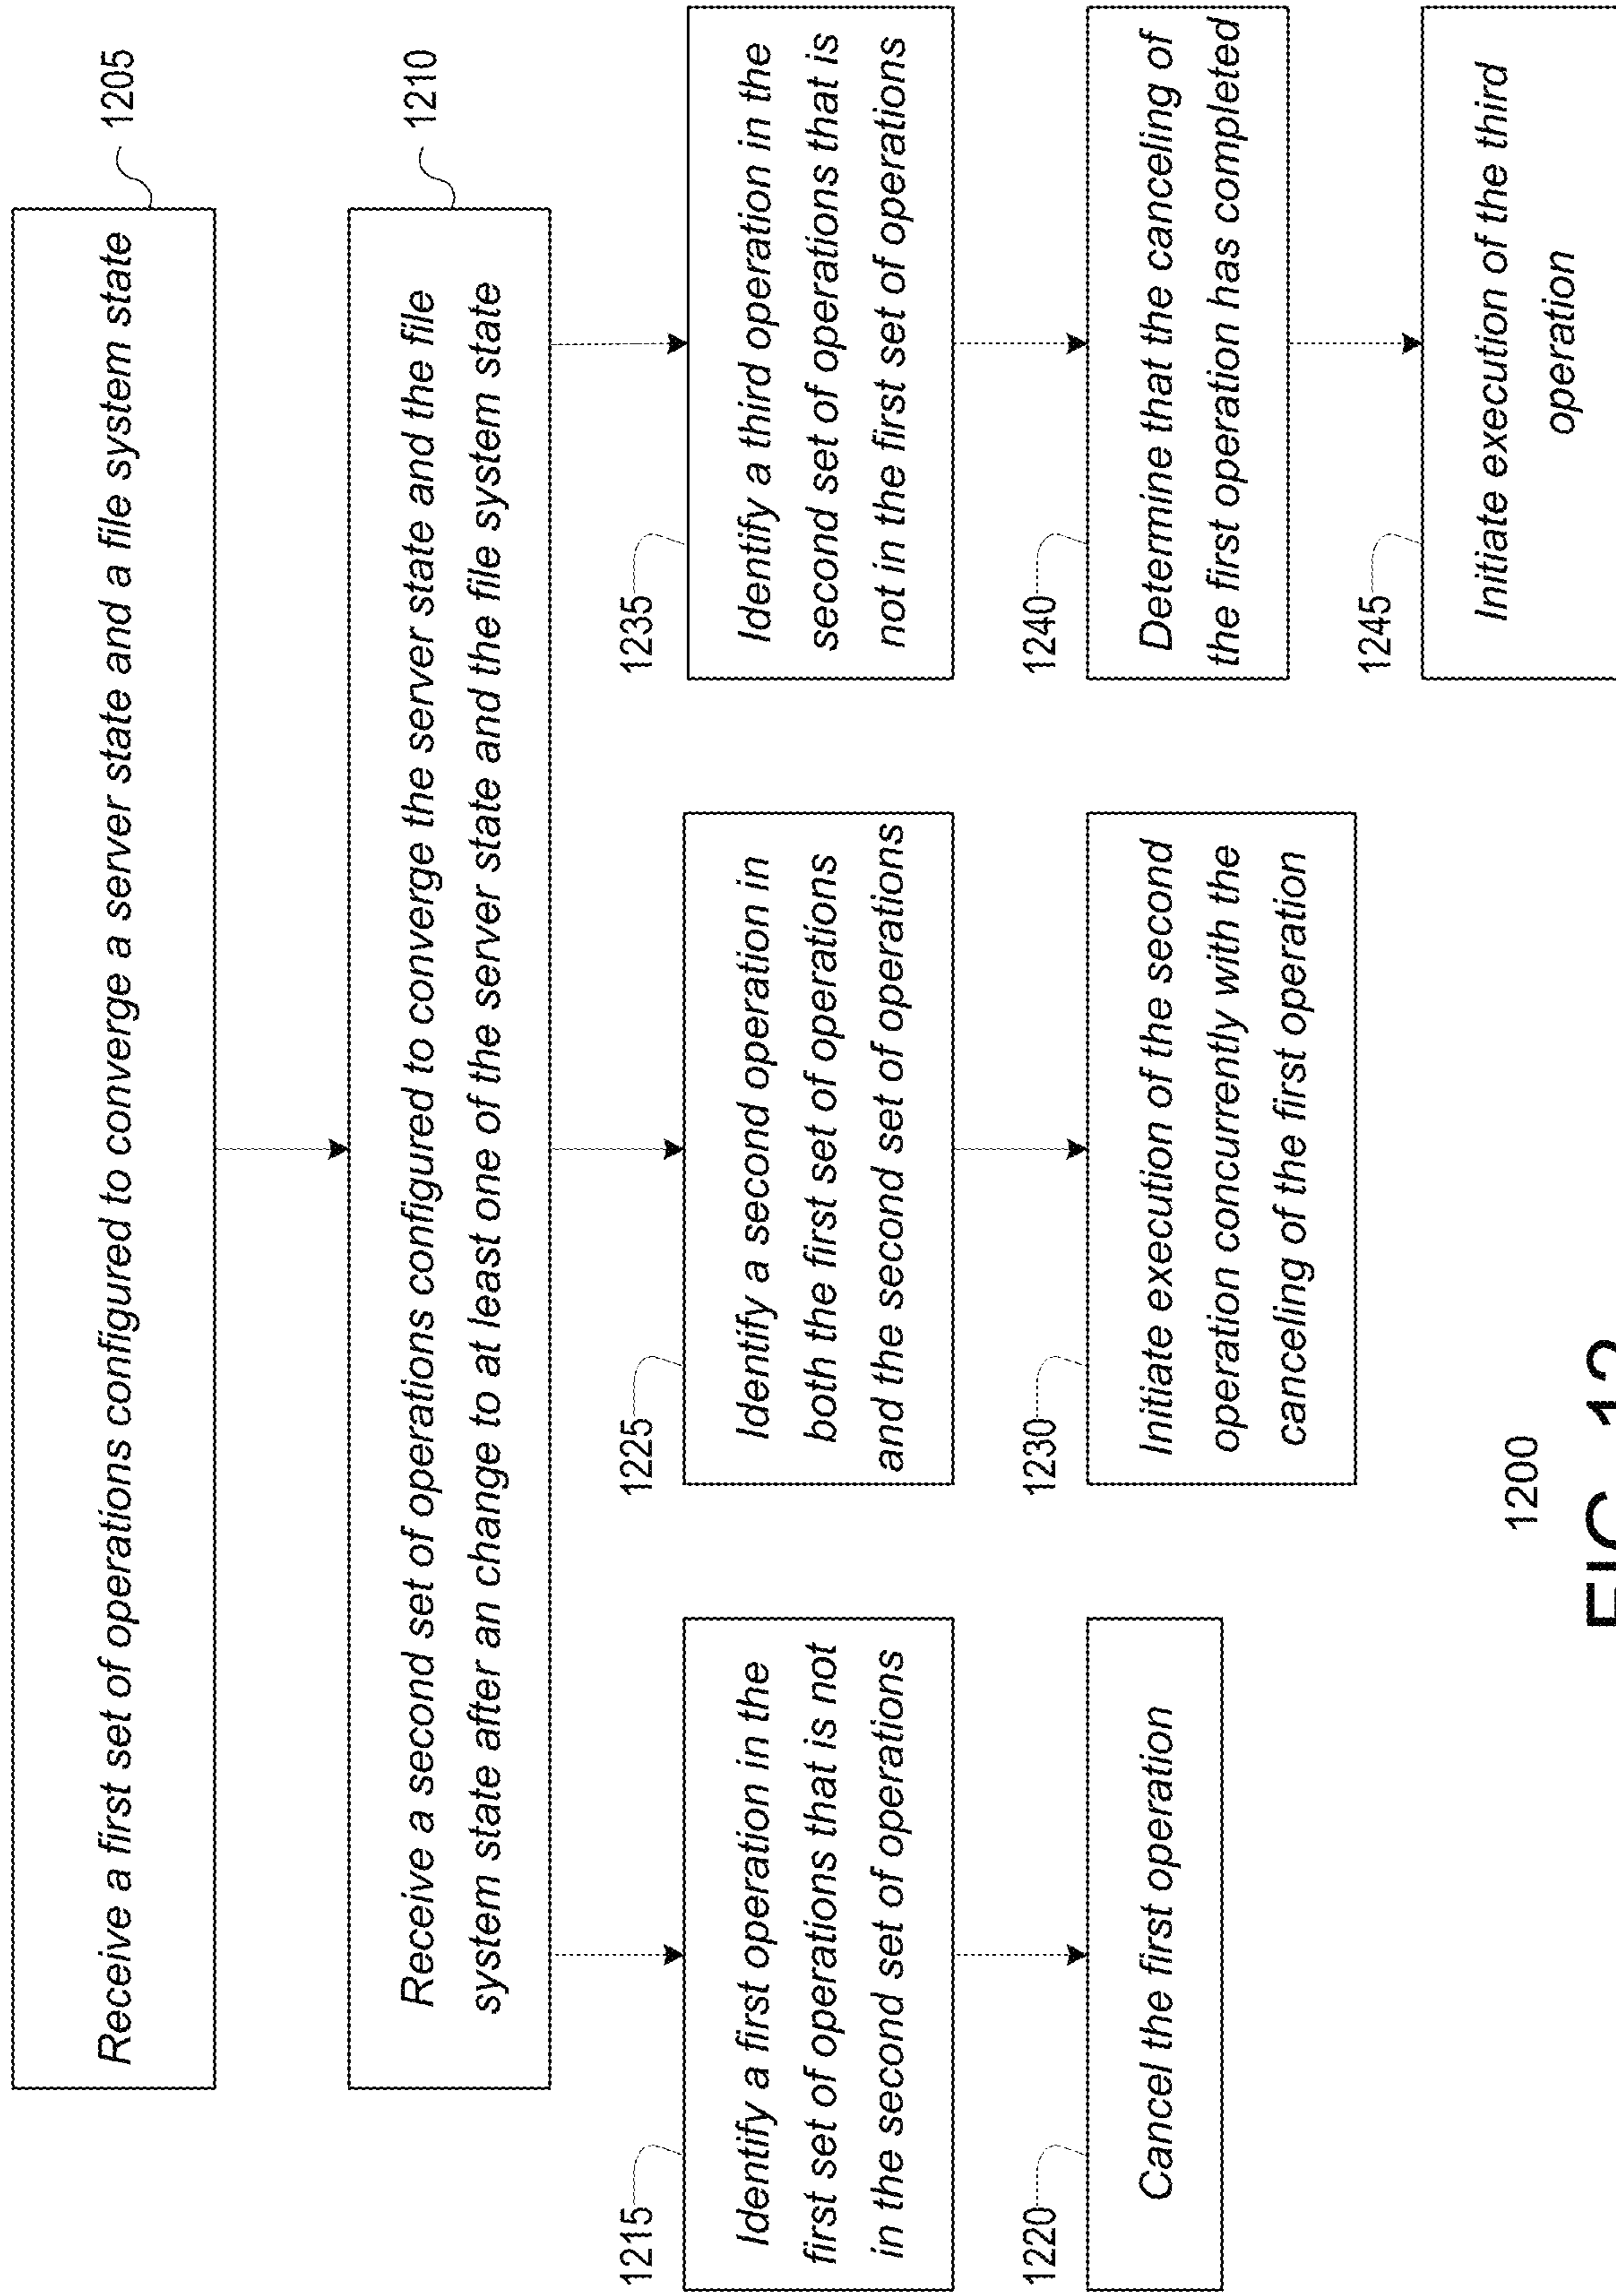 Receive a first set of operations configured to converge a server state and a file system state
1205
Receive a second set of operations configured to converge the server state and the file
system state after an change to at least one of the server state and the file system state
1210
1215
Identify a first operation in the
first set of operations that is not
in the second set of operations
1220
Cancel the first operation
1225
Identify a second operation in
both the first set of operations
and the second set of operations
1230
Initiate execution of the second
operation concurrently with the
canceling of the first operation
1235
Identify a third operation in the
second set of operations that is
not in the first set of operations
1240
Determine that the canceling of
the first operation has completed
1245
Initiate execution of the third
operation
1200
FIG. 12